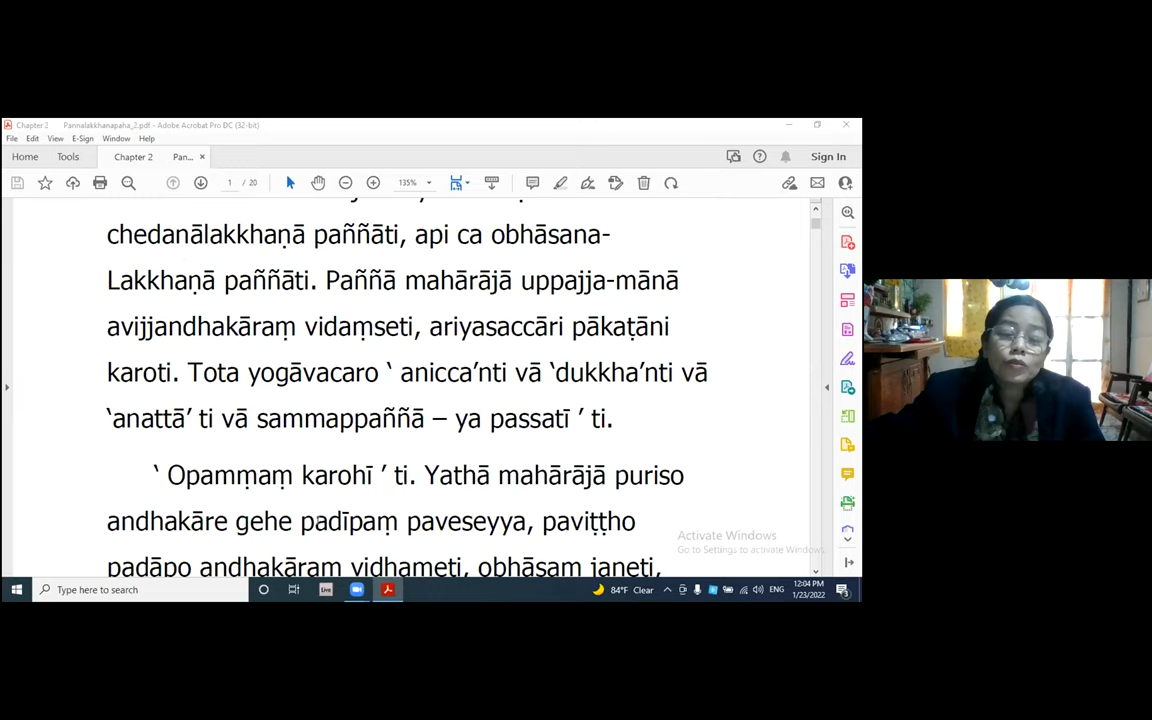 Chapter 2 Pannalakkhanapaha_2.pdf - Adobe Acrobat Pro DC (32-bit)
File Edit View E-Sign Window Help
Home Tools Chapter 2 Pan... × Sign In
1 / 20 135%
chedanālakkhaṇā paññāti, api ca obhāsana-
Lakkhaṇā paññāti. Paññā mahārājā uppajja-mānā
avijjandhakāraṃ vidaṃseti, ariyasaccāri pākaṭāni
karoti. Tota yogāvacaro ‘ anicca’nti vā ‘dukkha’nti vā
‘anattā’ ti vā sammappaññā – ya passatī ’ ti.
‘ Opamṃaṃ karohī ’ ti. Yathā mahārājā puriso
andhakāre gehe padīpaṃ paveseyya, paviṭṭho
padāpo andhakāraṃ vidhameti, obhāsaṃ janeti,
Activate Windows
Go to Settings to activate Windows.
Type here to search Live 84°F Clear ENG 12:04 PM
1/23/2022 3